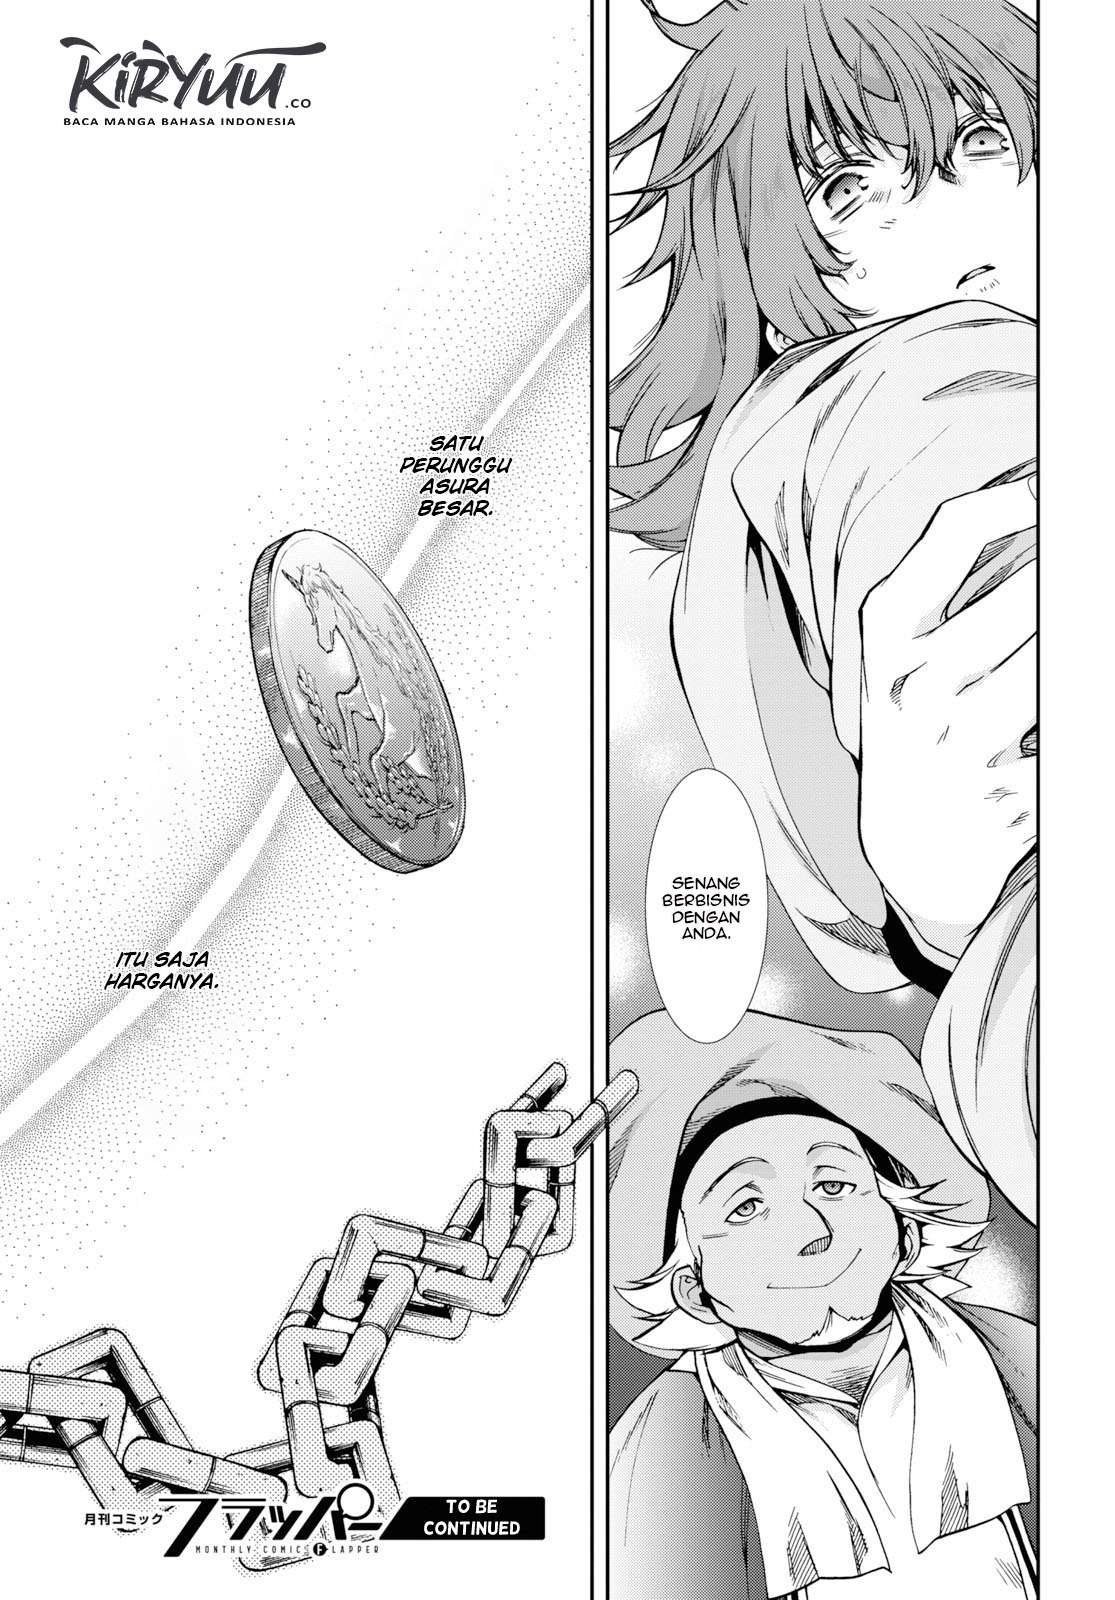 KIRYUU.CO
BACA MANGA BAHASA INDONESIA
SENANG
BERBISNIS
DENGAN
ANDA.
SATU
PERUNGGU
ASURA
BESAR.
ITU SAJA
HARGANYA.
月刊コミック
フラッパー
MONTHLY COMIC FLAPPER
TO BE
CONTINUED